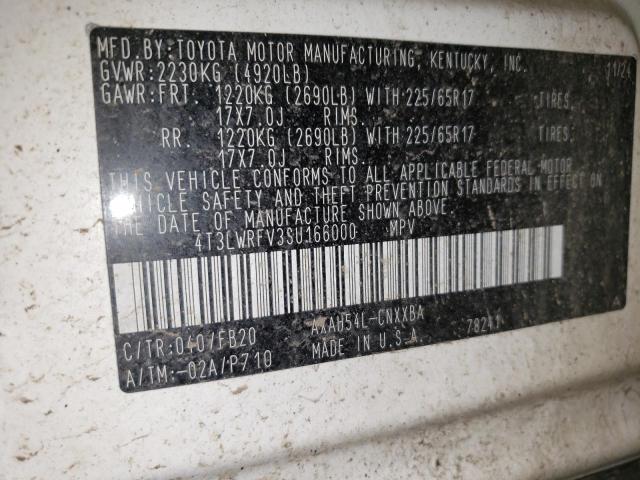 MFD.BY:TOYOTA MOTOR MANUFACTURING, KENTUCKY, INC. 11/24
GVWR:2230KG (4920LB)
GAWR:FRT. 1220KG (2690LB) WITH 225/65R17 TIRES,
17X7.0J RIMS.
RR. 1220KG (2690LB) WITH 225/65R17 TIRES,
17X7.0J RIMS.
THIS VEHICLE CONFORMS TO ALL APPLICABLE FEDERAL MOTOR
VEHICLE SAFETY AND THEFT PREVENTION STANDARDS IN EFFECT ON
THE DATE OF MANUFACTURE SHOWN ABOVE.
4T3LWRFV3SU166000 MPV
C/TR:0407/FB20 AXAH54L-CNXXBA
A/TM:-02A/P710 MADE IN U.S.A. A